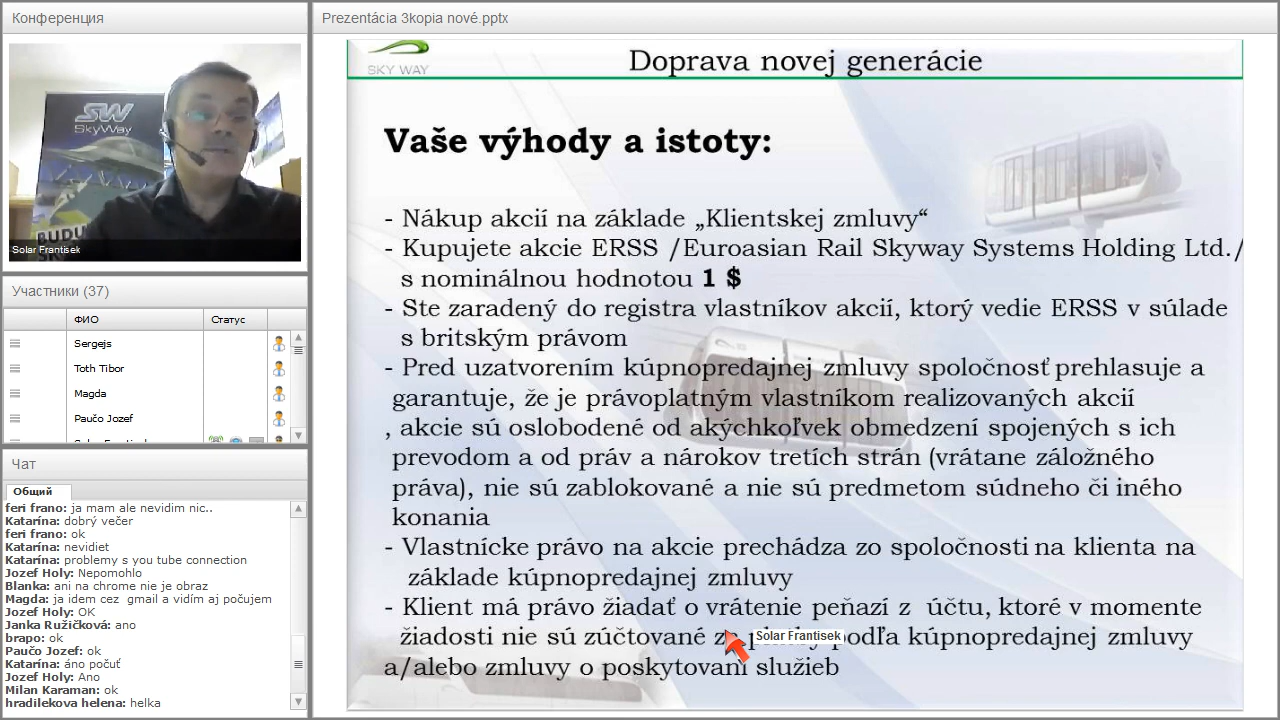 Конференция
SW
SkyWay
BUDU
SK
Solar Frantisek
Участники (37)
ФИО
Статус
Sergejs
Toth Tibor
Magda
Paučo Jozef
Чат
Общий
feri frano: ja mam ale nevidim nic..
Katarína: dobrý večer
feri frano: ok
Katarína: nevidiet
Katarína: problemy s you tube connection
Jozef Holy: Nepomohlo
Blanka: ani na chrome nie je obraz
Magda: ja idem cez gmail a vidím aj počujem
Jozef Holy: OK
Janka Ružičková: ano
brapo: ok
Paučo Jozef: ok
Katarína: áno počuť
Jozef Holy: Ano
Milan Karaman: ok
hradilekova helena: helka
Prezentácia 3kopia nové.pptx
SKY WAY
Doprava novej generácie
Vaše výhody a istoty:
- Nákup akcií na základe „Klientskej zmluvy“
- Kupujete akcie ERSS /Euroasian Rail Skyway Systems Holding Ltd./
s nominálnou hodnotou 1 $
- Ste zaradený do registra vlastníkov akcií, ktorý vedie ERSS v súlade
s britským právom
- Pred uzatvorením kúpnopredajnej zmluvy spoločnosť prehlasuje a
garantuje, že je právoplatným vlastníkom realizovaných akcií
, akcie sú oslobodené od akýchkoľvek obmedzení spojených s ich
prevodom a od práv a nárokov tretích strán (vrátane záložného
práva), nie sú zablokované a nie sú predmetom súdneho či iného
konania
- Vlastnícke právo na akcie prechádza zo spoločnosti na klienta na
základe kúpnopredajnej zmluvy
- Klient má právo žiadať o vrátenie peňazí z účtu, ktoré v momente
žiadosti nie sú zúčtované podľa kúpnopredajnej zmluvy
Solar Frantisek
a/alebo zmluvy o poskytovaní služieb